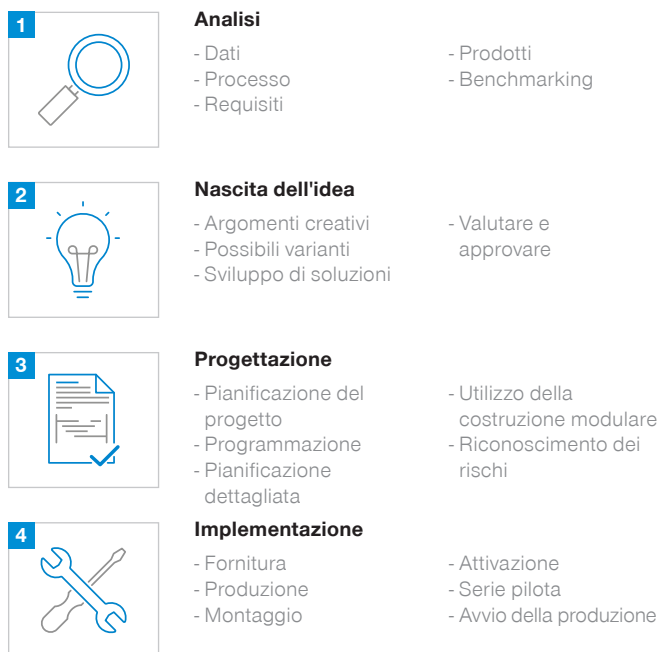 1
Analisi
- Dati
- Processo
- Requisiti
- Prodotti
- Benchmarking
2
Nascita dell'idea
- Argomenti creativi
- Possibili varianti
- Sviluppo di soluzioni
- Valutare e
approvare
3
Progettazione
- Pianificazione del
progetto
- Programmazione
- Pianificazione
dettagliata
- Utilizzo della
costruzione modulare
- Riconoscimento dei
rischi
4
Implementazione
- Fornitura
- Produzione
- Montaggio
- Attivazione
- Serie pilota
- Avvio della produzione